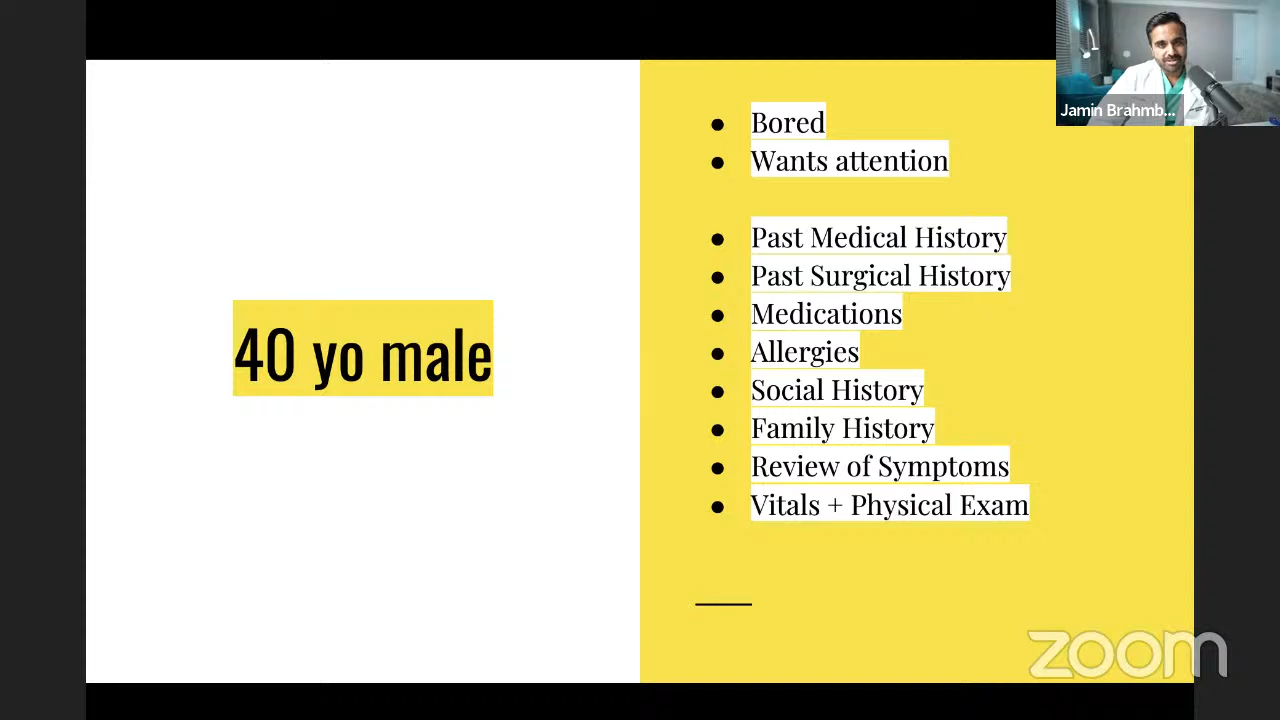 Jamin Brahmb...
40 yo male
Bored
Wants attention
Past Medical History
Past Surgical History
Medications
Allergies
Social History
Family History
Review of Symptoms
Vitals + Physical Exam
zoom